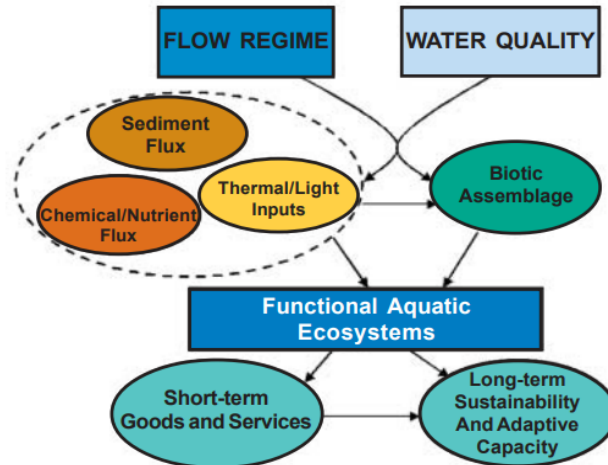 FLOW REGIME
WATER QUALITY
Sediment
Flux
Thermal/Light
Inputs
Chemical/Nutrient
Flux
Biotic
Assemblage
Functional Aquatic
Ecosystems
Short-term
Goods and Services
Long-term
Sustainability
And Adaptive
Capacity